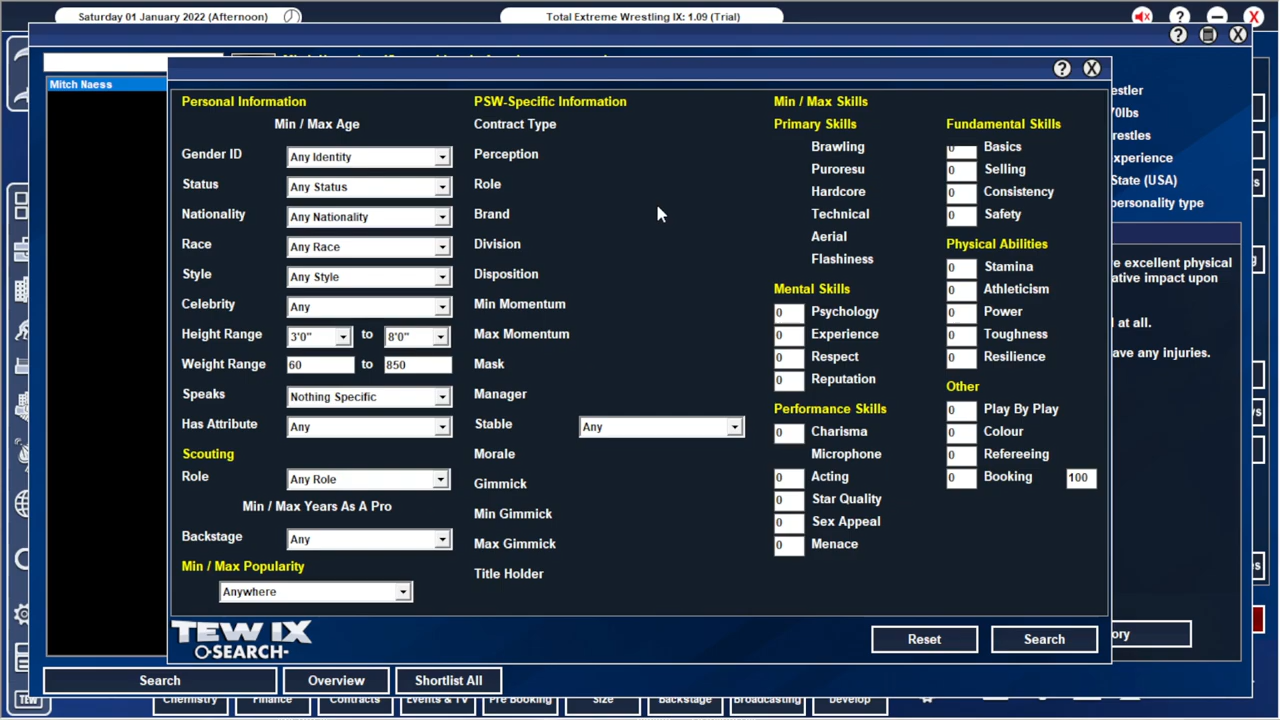 Saturday 01 January 2022 (Afternoon)
Total Extreme Wrestling IX: 1.09 (Trial)
Mitch Naess
Personal Information
Min / Max Age
Gender ID Any Identity
Status Any Status
Nationality Any Nationality
Race Any Race
Style Any Style
Celebrity Any
Height Range 3'0" to 8'0"
Weight Range 60 to 850
Speaks Nothing Specific
Has Attribute Any
Scouting
Role Any Role
Min / Max Years As A Pro
Backstage Any
Min / Max Popularity
Anywhere
PSW-Specific Information
Contract Type
Perception
Role
Brand
Division
Disposition
Min Momentum
Max Momentum
Mask
Manager
Stable Any
Morale
Gimmick
Min Gimmick
Max Gimmick
Title Holder
Min / Max Skills
Primary Skills
Brawling
Puroresu
Hardcore
Technical
Aerial
Flashiness
Mental Skills
0 Psychology
0 Experience
0 Respect
0 Reputation
Performance Skills
0 Charisma
Microphone
0 Acting
0 Star Quality
0 Sex Appeal
0 Menace
Fundamental Skills
0 Basics
0 Selling
0 Consistency
0 Safety
Physical Abilities
0 Stamina
0 Athleticism
0 Power
0 Toughness
0 Resilience
Other
0 Play By Play
0 Colour
0 Refereeing
0 Booking 100
State (USA)
personality type
excellent physical
impact upon
at all.
any injuries.
TEW IX
-SEARCH-
Reset
Search
Search
Overview
Shortlist All
TEW
Chemistry
Finance
Contracts
Events & TV
Pre Booking
Size
Backstage
Broadcasting
Develop